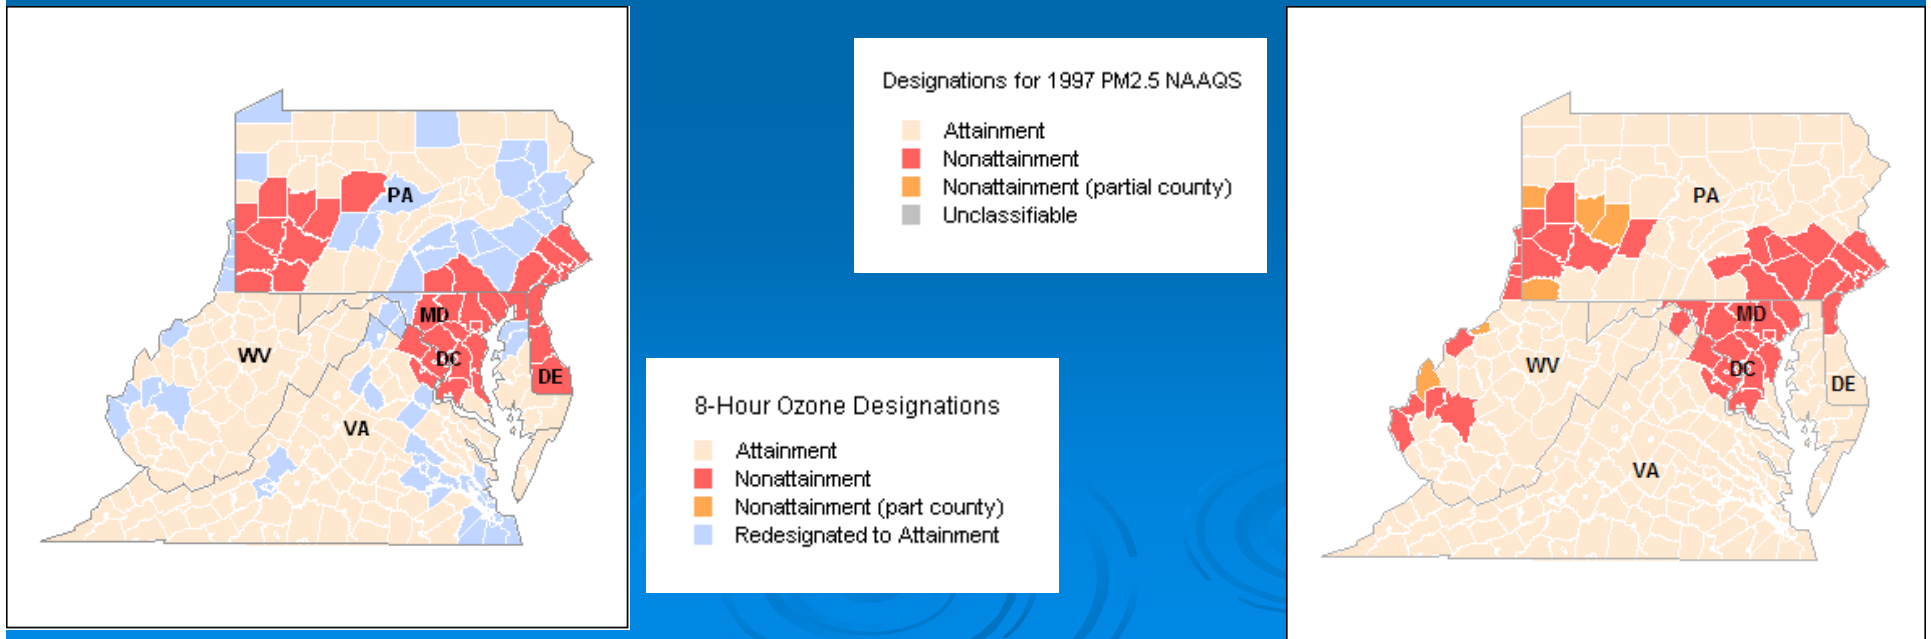 PA
MD
WV
DC
DE
VA
Designations for 1997 PM2.5 NAAQS
Attainment
Nonattainment
Nonattainment (partial county)
Unclassifiable
8-Hour Ozone Designations
Attainment
Nonattainment
Nonattainment (part county)
Redesignated to Attainment
PA
MD
WV
DC
DE
VA